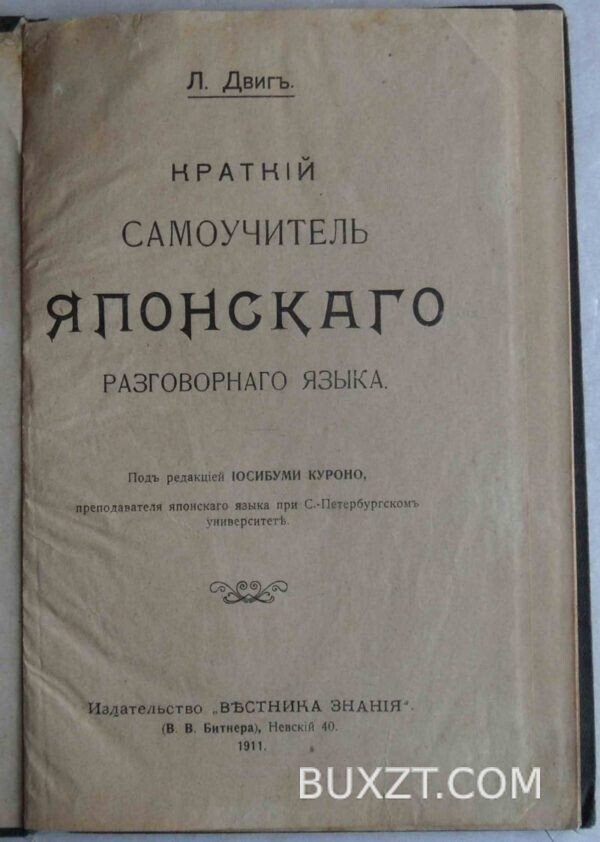 Л. Двигъ.
КРАТКІЙ
САМОУЧИТЕЛЬ
ЯПОНСКАГО
РАЗГОВОРНАГО ЯЗЫКА.
Подъ редакціей ІОСИБУМИ КУРОНО,
преподавателя японскаго языка при С.-Петербургскомъ
университетѣ.
Издательство „ВѢСТНИКА ЗНАНІЯ“.
(В. В. Битнера), Невскій 40.
1911.
BUXZT.COM